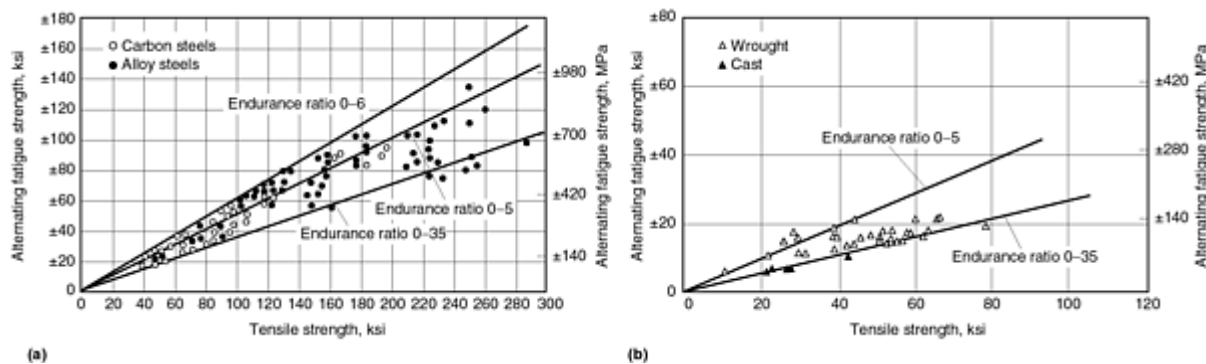 ±180
±160
±140
±120
±100
±80
±60
±40
±20
0
Alternating fatigue strength, ksi
Carbon steels
Alloy steels
Endurance ratio 0–6
Endurance ratio 0–5
Endurance ratio 0–35
0 20 40 60 80 100 120 140 160 180 200 220 240 260 280 300
Tensile strength, ksi
±980
±700
±420
±140
Alternating fatigue strength, MPa
(a)
±80
±60
±40
±20
0
Alternating fatigue strength, ksi
Wrought
Cast
Endurance ratio 0–5
Endurance ratio 0–35
0 20 40 60 80 100 120
Tensile strength, ksi
±420
±280
±140
Alternating fatigue strength, MPa
(b)